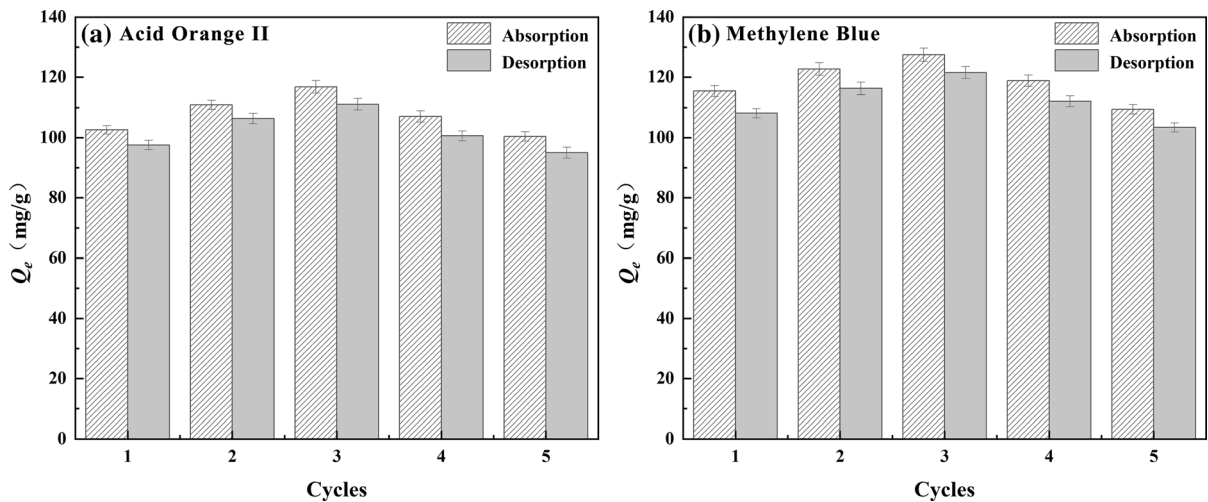 (a) Acid Orange II
Absorption
Desorption
140
120
100
80
60
40
20
0
Q_e（mg/g）
1 2 3 4 5
Cycles
(b) Methylene Blue
Absorption
Desorption
140
120
100
80
60
40
20
0
Q_e（mg/g）
1 2 3 4 5
Cycles